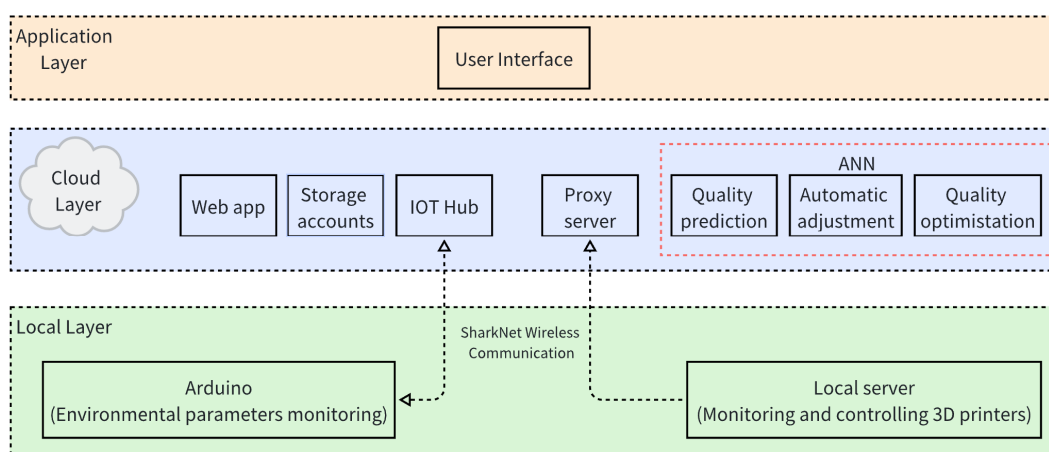 Application
Layer
User Interface
Cloud
Layer
Web app
Storage
accounts
IOT Hub
Proxy
server
ANN
Quality
prediction
Automatic
adjustment
Quality
optimistation
Local Layer
SharkNet Wireless
Communication
Arduino
(Environmental parameters monitoring)
Local server
(Monitoring and controlling 3D printers)